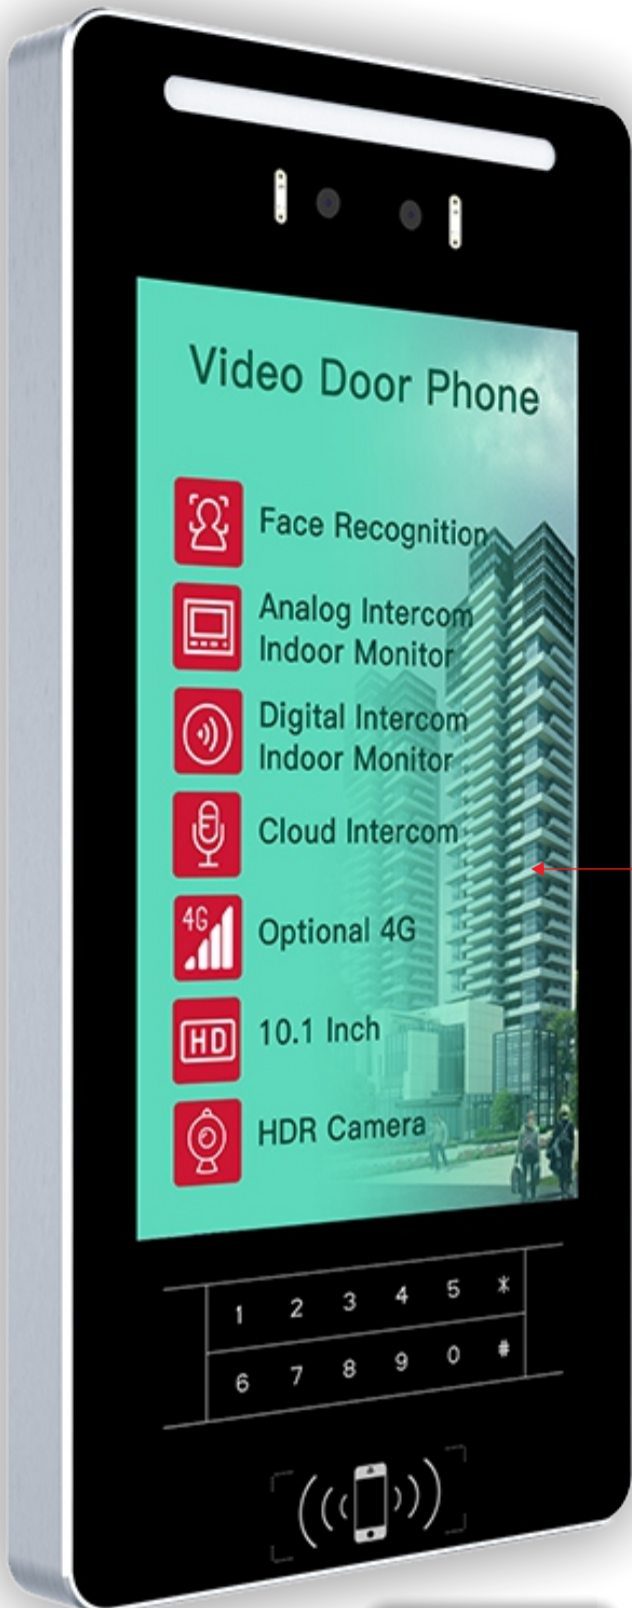 Video Door Phone
Face Recognition
Analog Intercom
Indoor Monitor
Digital Intercom
Indoor Monitor
Cloud Intercom
4G
Optional 4G
HD
10.1 Inch
HDR Camera
1 2 3 4 5 *
6 7 8 9 0 #